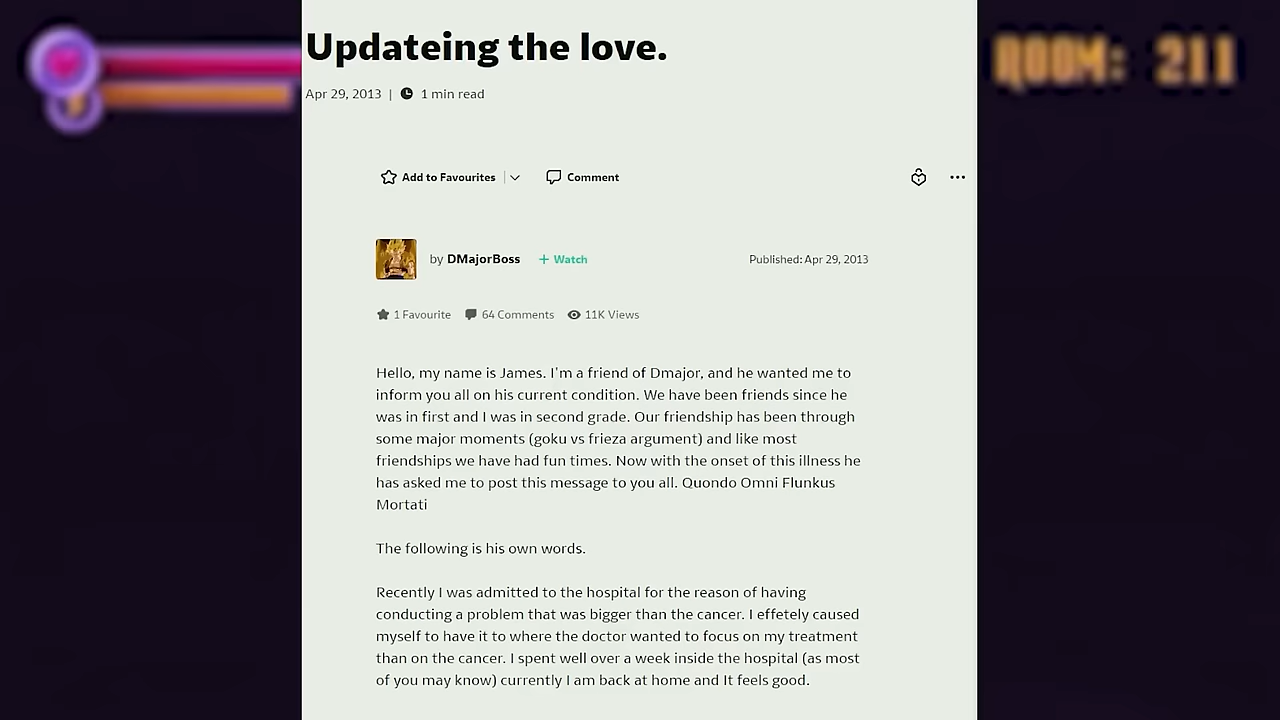 Updateing the love.
ROOM: 211
Apr 29, 2013 | 1 min read
Add to Favourites
Comment
by DMajorBoss + Watch
Published: Apr 29, 2013
1 Favourite 64 Comments 11K Views
Hello, my name is James. I'm a friend of Dmajor, and he wanted me to
inform you all on his current condition. We have been friends since he
was in first and I was in second grade. Our friendship has been through
some major moments (goku vs frieza argument) and like most
friendships we have had fun times. Now with the onset of this illness he
has asked me to post this message to you all. Quondo Omni Flunkus
Mortati
The following is his own words.
Recently I was admitted to the hospital for the reason of having
conducting a problem that was bigger than the cancer. I effetely caused
myself to have it to where the doctor wanted to focus on my treatment
than on the cancer. I spent well over a week inside the hospital (as most
of you may know) currently I am back at home and It feels good.